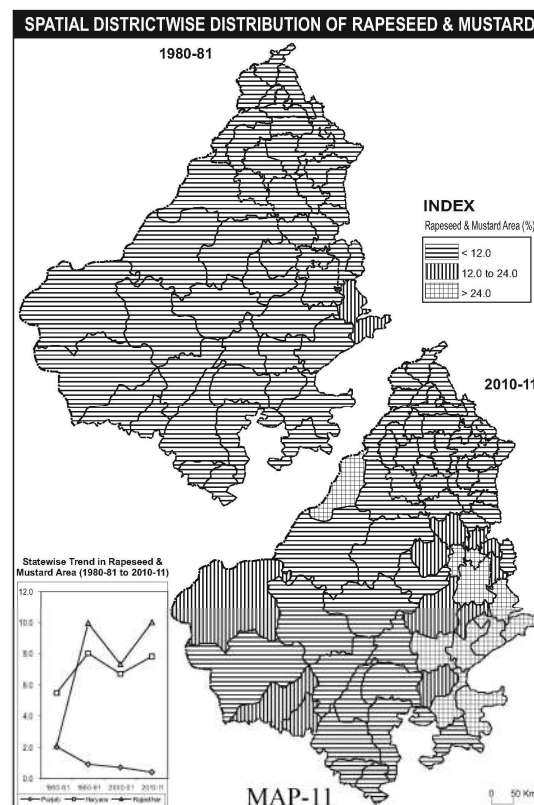 SPATIAL DISTRICTWISE DISTRIBUTION OF RAPESEED & MUSTARD
1980-81
INDEX
Rapeseed & Mustard Area (%)
< 12.0
12.0 to 24.0
> 24.0
2010-11
Statewise Trend in Rapeseed &
Mustard Area (1980-81 to 2010-11)
12.0
10.0
8.0
6.0
4.0
2.0
0.0
1980-81 1990-91 2000-01 2010-11
Punjab Haryana Rajasthan
MAP-11
0 50 Km